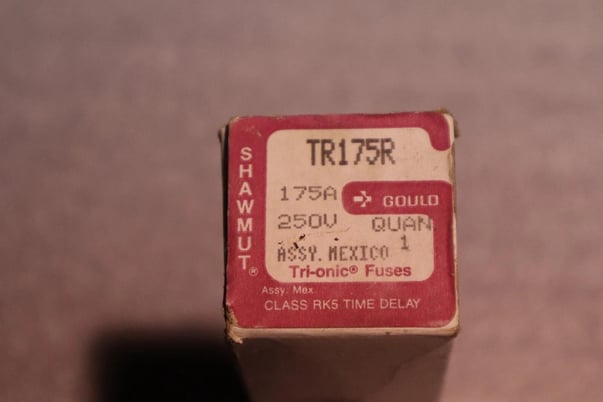 SHAWMUT®
TR175R
175A
GOULD
250V
QUAN
1
ASSY. MEXICO
Tri-onic® Fuses
Assy. Mex.
CLASS RK5 TIME DELAY